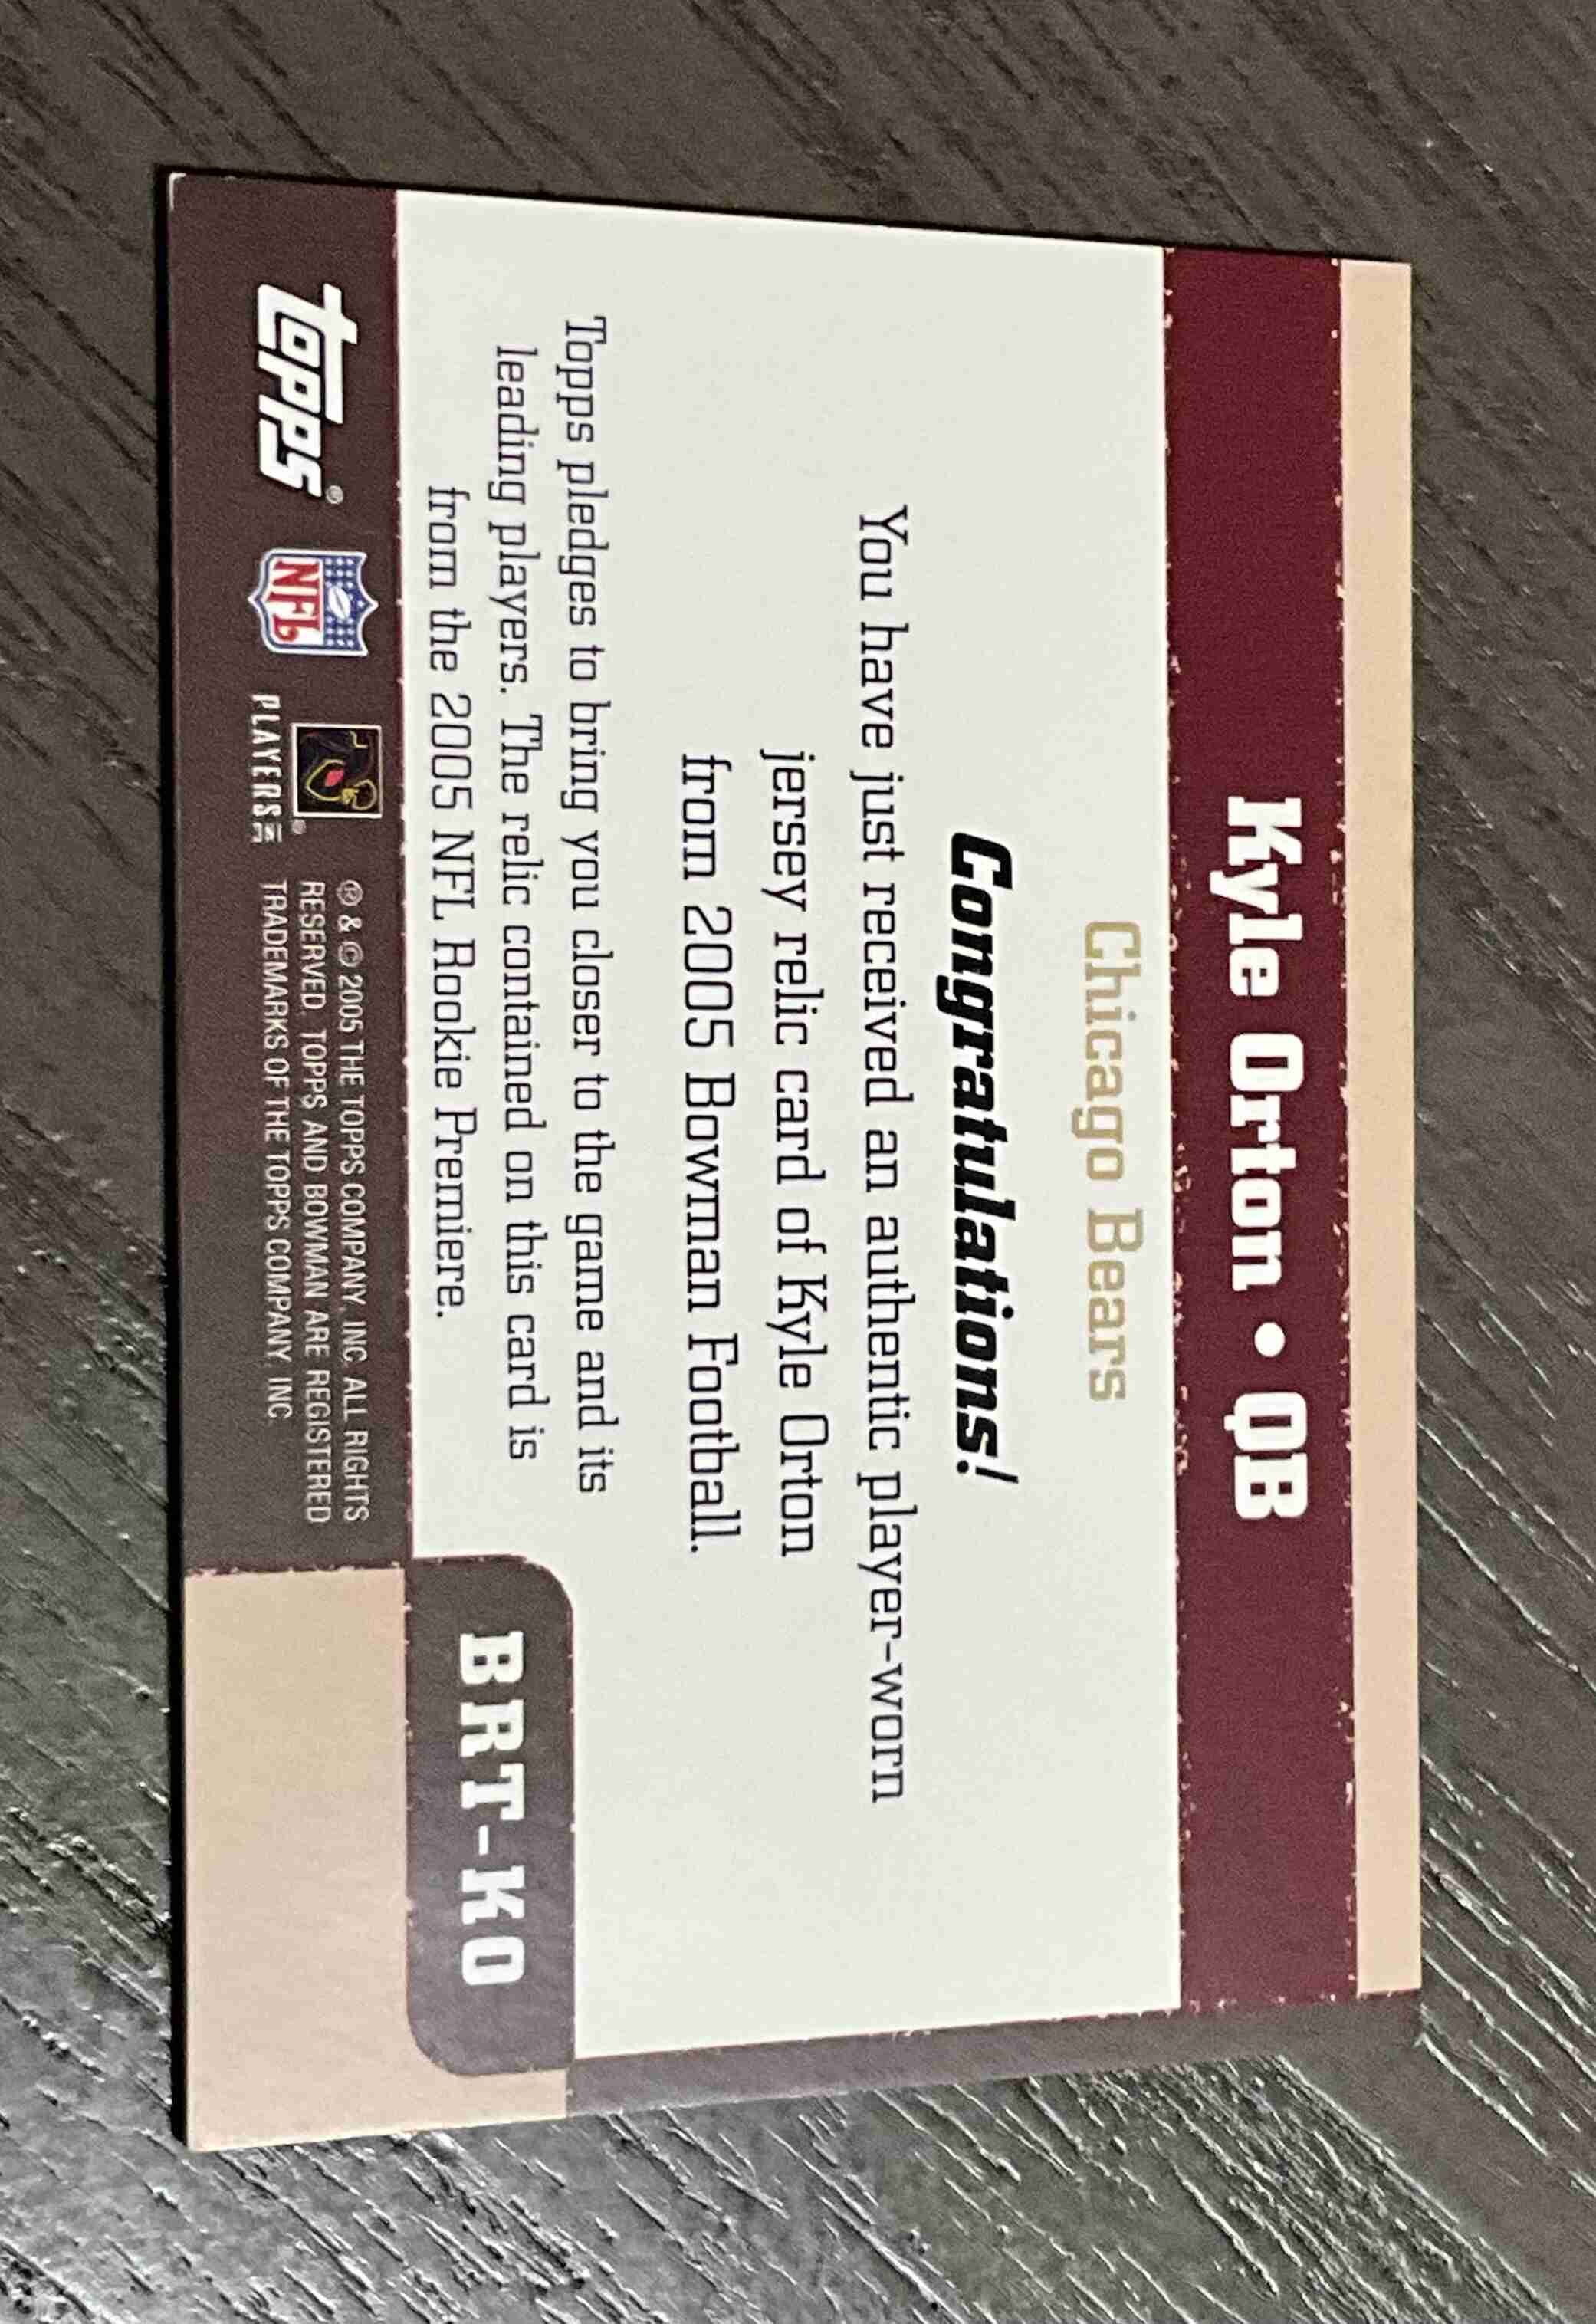 Kyle Orton • QB
Chicago Bears
Congratulations!
You have just received an authentic player-worn
jersey relic card of Kyle Orton
from 2005 Bowman Football.
Topps pledges to bring you closer to the game and its
leading players. The relic contained on this card is
from the 2005 NFL Rookie Premiere.
BRT-KO
Topps®
NFL
PLAYERS INC
® & © 2005 THE TOPPS COMPANY, INC. ALL RIGHTS
RESERVED. TOPPS AND BOWMAN ARE REGISTERED
TRADEMARKS OF THE TOPPS COMPANY, INC.